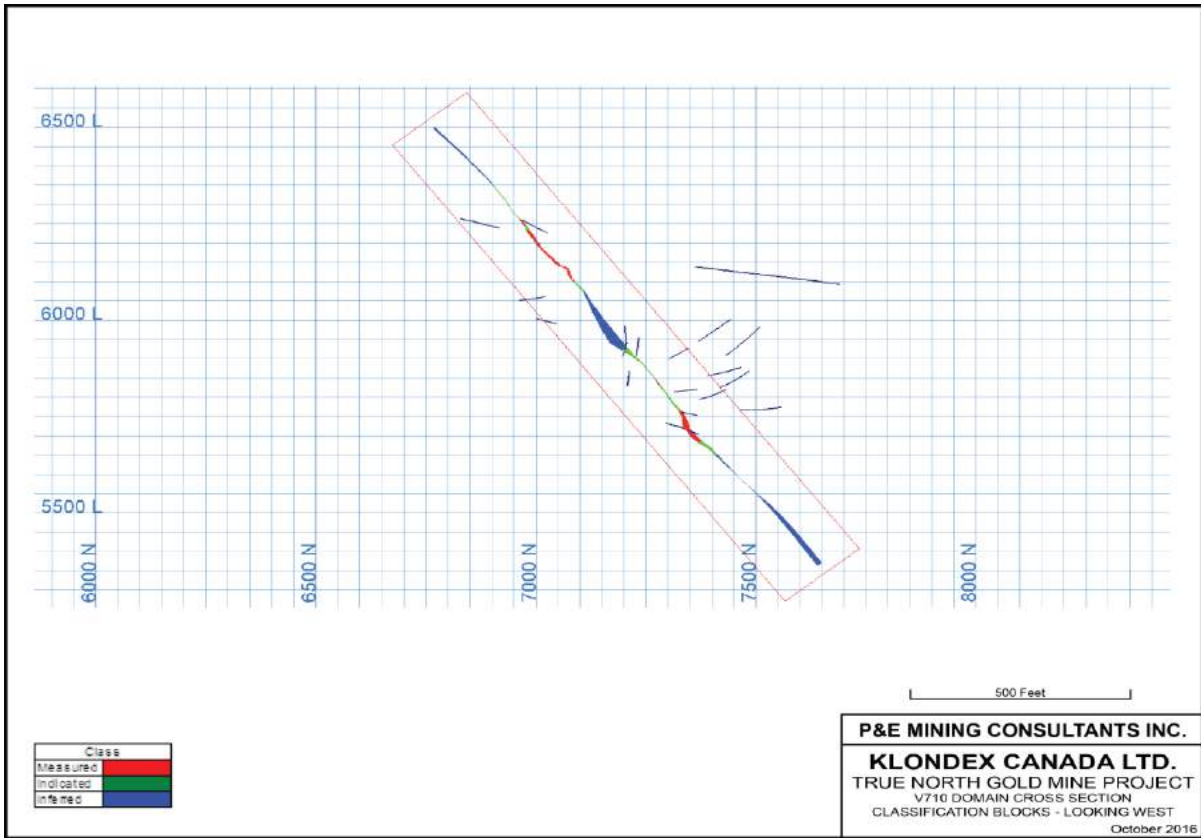 6500 L
6000 L
5500 L
6000 N
6500 N
7000 N
7500 N
8000 N
500 Feet
Class
Measured
Indicated
Inferred
P&E MINING CONSULTANTS INC.
KLONDEX CANADA LTD.
TRUE NORTH GOLD MINE PROJECT
V710 DOMAIN CROSS SECTION
CLASSIFICATION BLOCKS - LOOKING WEST
October 2016